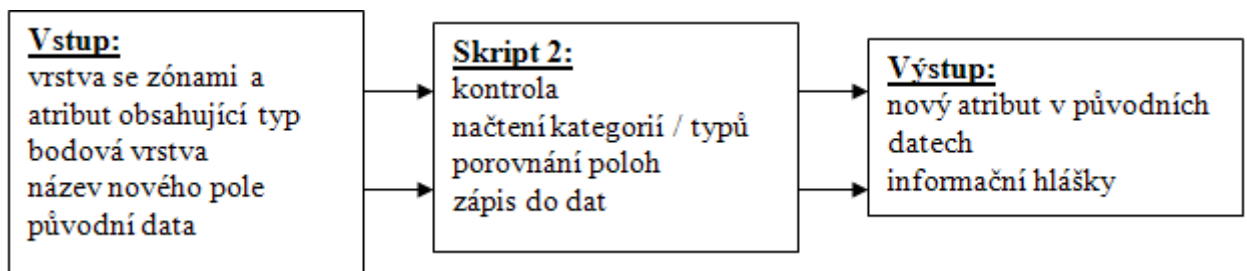 Vstup:
vrstva se zónami a
atribut obsahující typ
bodová vrstva
název nového pole
původní data
Skript 2:
kontrola
načtení kategorií / typů
porovnání poloh
zápis do dat
Výstup:
nový atribut v původních
datech
informační hlášky